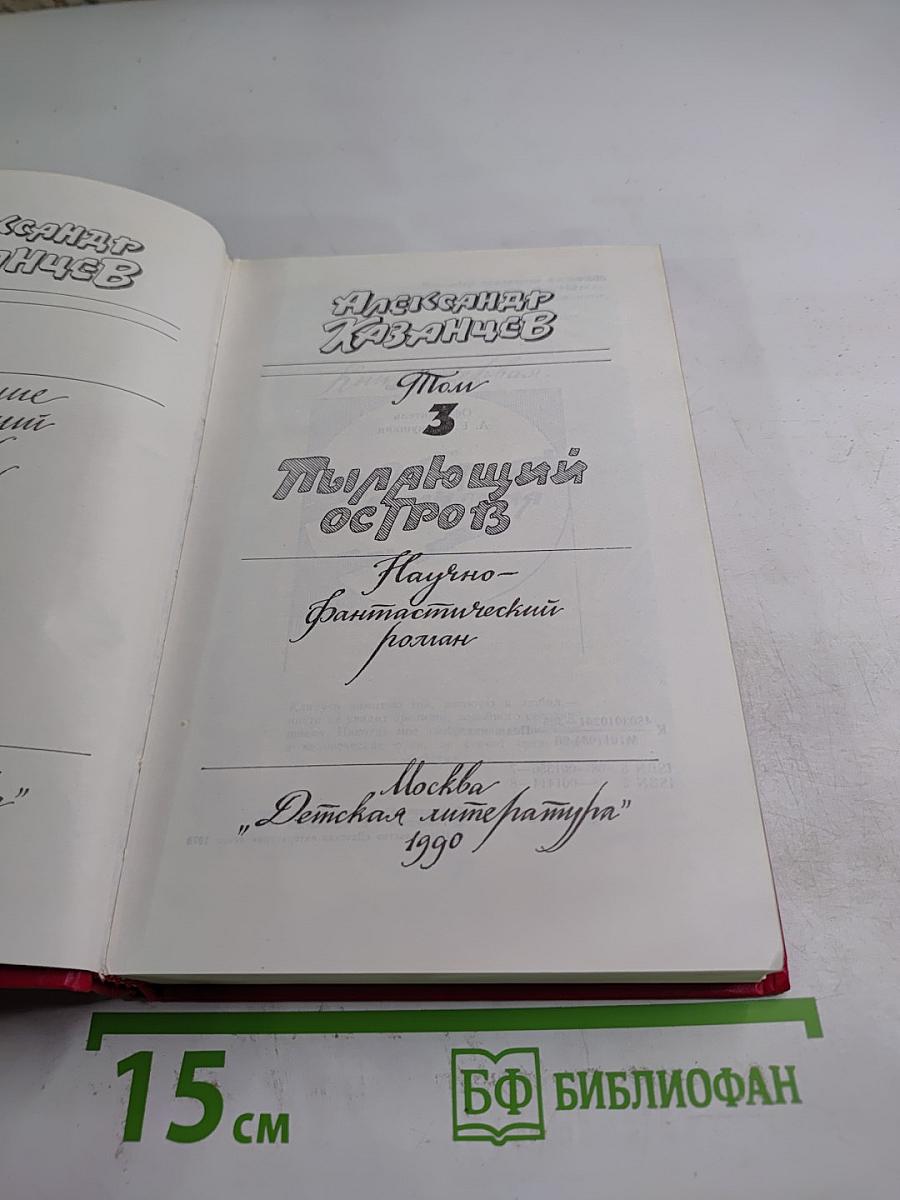 Александр
Казанцев
Том
3
Пылающий
остров
Научно-
фантастический
роман
Москва
„Детская литература"
1990
15 см
БФ БИБЛИОФАН